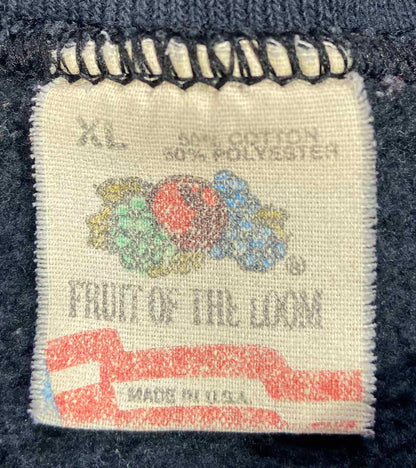 XL
50% COTTON
50% POLYESTER
®
FRUIT OF THE LOOM
MADE IN U.S.A.